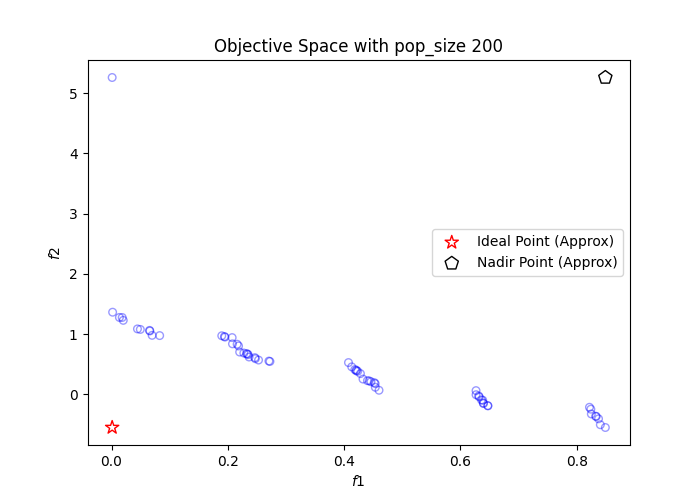 Objective Space with pop_size 200
f2
5
4
3
2
1
0
Ideal Point (Approx)
Nadir Point (Approx)
0.0 0.2 0.4 0.6 0.8
f1